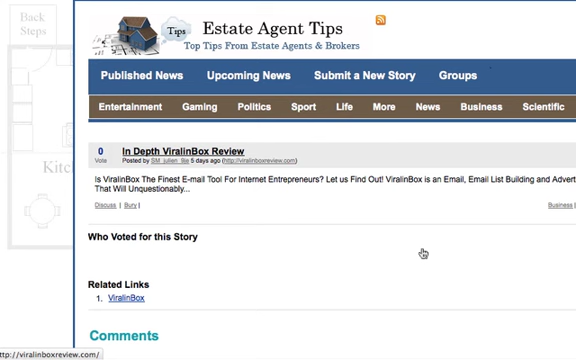 Back
Steps
Kitc
Tips
Estate Agent Tips
Top Tips From Estate Agents & Brokers
Published News Upcoming News Submit a New Story Groups
Entertainment Gaming Politics Sport Life More News Business Scientific
0 In Depth ViralinBox Review
Vote Posted by 5 days ago (http://viralinboxreview.com)
Is ViralinBox The Finest E-mail Tool For Internet Entrepreneurs? Let us Find Out! ViralinBox is an Email, Email List Building and Advert
That Will Unquestionably...
Discuss | Bury | Business |
Who Voted for this Story
Related Links
1. ViralinBox
Comments
http://viralinboxreview.com/